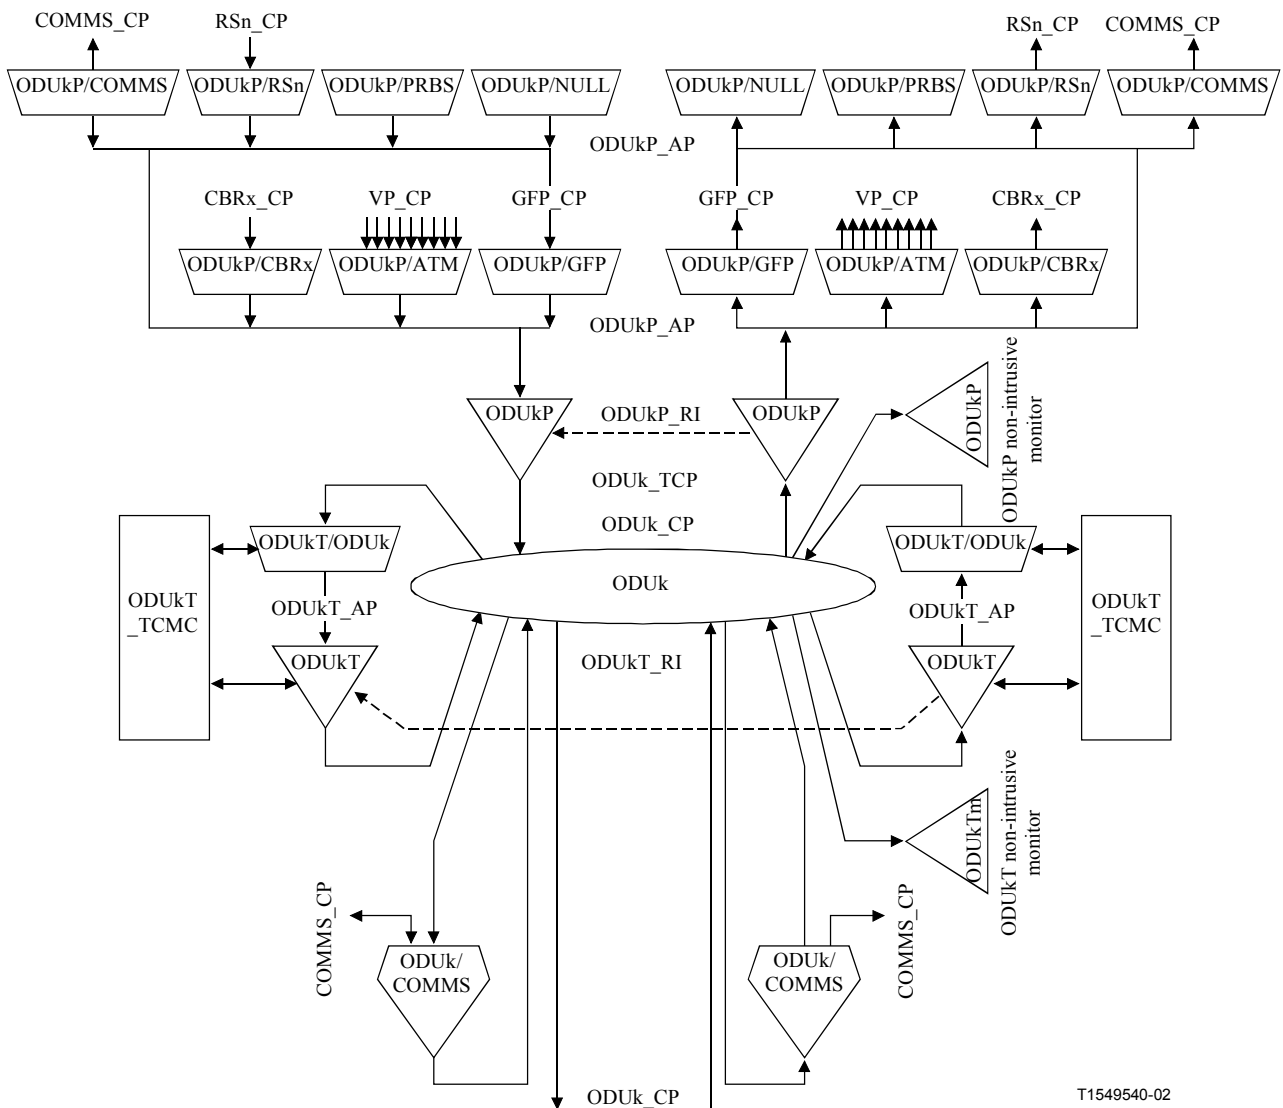 COMMS_CP
RSn_CP
RSn_CP
COMMS_CP
ODUkP/COMMS
ODUkP/RSn
ODUkP/PRBS
ODUkP/NULL
ODUkP/NULL
ODUkP/PRBS
ODUkP/RSn
ODUkP/COMMS
ODUkP_AP
CBRx_CP
VP_CP
GFP_CP
GFP_CP
VP_CP
CBRx_CP
ODUkP/CBRx
ODUkP/ATM
ODUkP/GFP
ODUkP/GFP
ODUkP/ATM
ODUkP/CBRx
ODUkP_AP
ODUkP
ODUkP_RI
ODUkP
ODUkP
ODUkP non-intrusive
monitor
ODUk_TCP
ODUk_CP
ODUkT/ODUk
ODUkT/ODUk
ODUk
ODUkT
_TCMC
ODUkT_AP
ODUkT_AP
ODUkT
_TCMC
ODUkT
ODUkT_RI
ODUkT
ODUkTm
ODUkT non-intrusive
monitor
COMMS_CP
ODUk/
COMMS
ODUk/
COMMS
COMMS_CP
ODUk_CP
T1549540-02